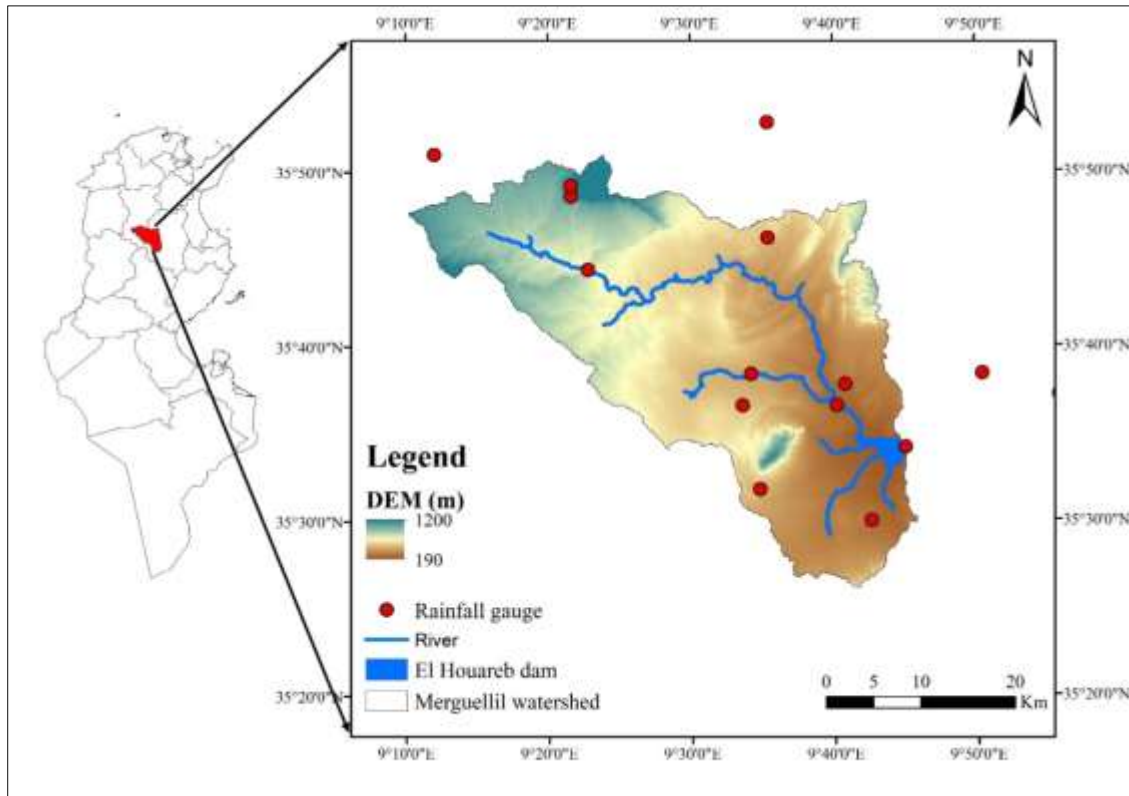 9°10'0"E 9°20'0"E 9°30'0"E 9°40'0"E 9°50'0"E
N
35°50'0"N 35°50'0"N
35°40'0"N 35°40'0"N
35°30'0"N 35°30'0"N
35°20'0"N 35°20'0"N
Legend
DEM (m)
1200
190
Rainfall gauge
River
El Houareb dam
Merguellil watershed
0 5 10 20
Km
9°10'0"E 9°20'0"E 9°30'0"E 9°40'0"E 9°50'0"E